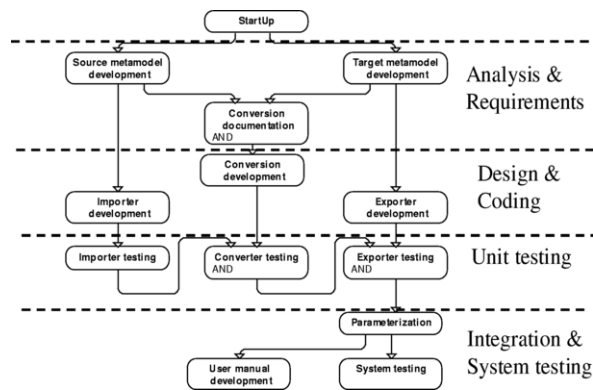 StartUp
Source metamodel
development
Target metamodel
development
Analysis &
Requirements
Conversion
documentation
AND
Conversion
development
Design &
Coding
Importer
development
Exporter
development
Importer testing
Converter testing
AND
Exporter testing
AND
Unit testing
Parameterization
Integration &
System testing
User manual
development
System testing